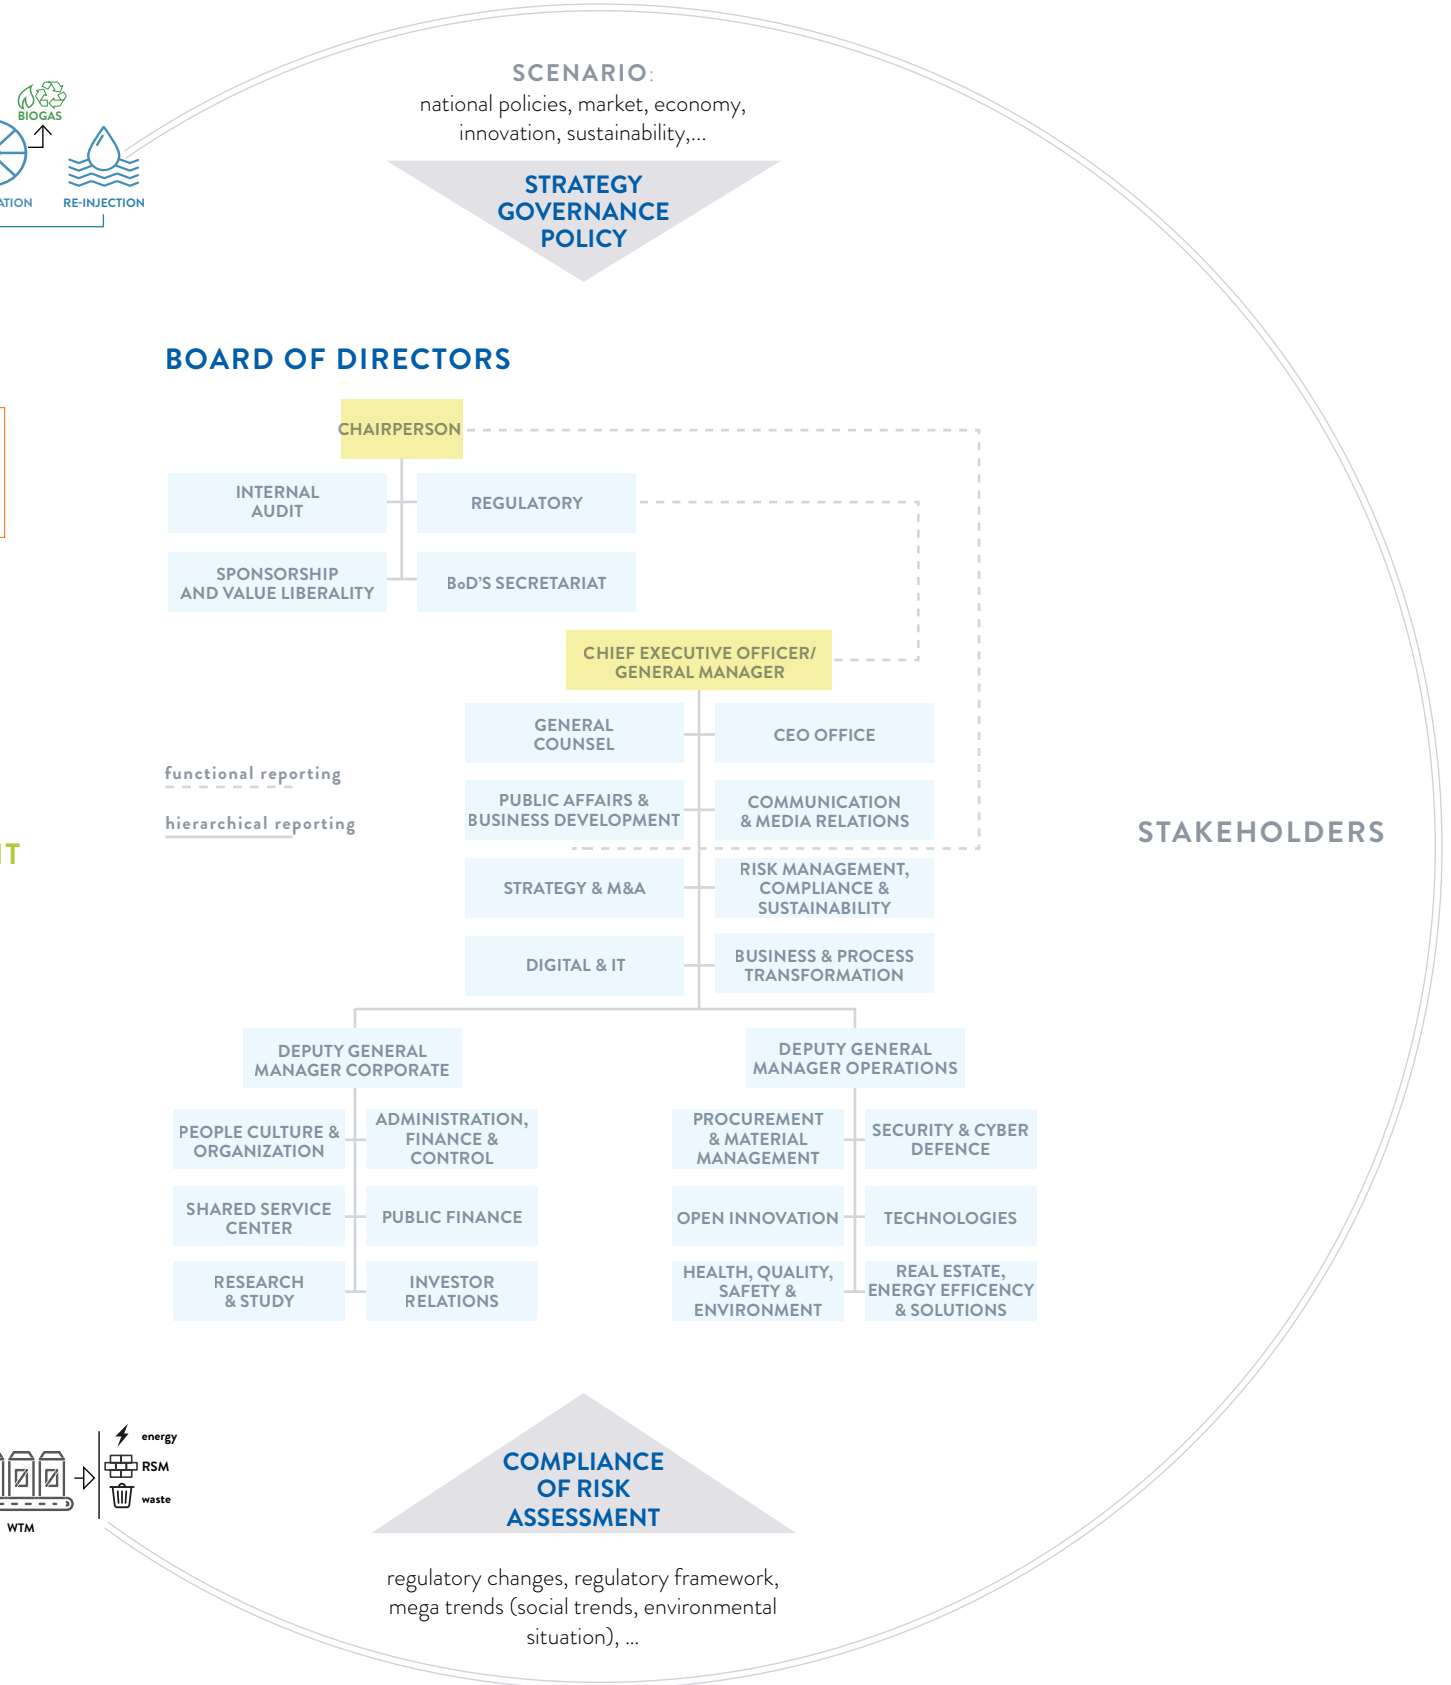 SCENARIO:
national policies, market, economy,
innovation, sustainability,...
STRATEGY
GOVERNANCE
POLICY
BIOGAS
RE-INJECTION
BOARD OF DIRECTORS
CHAIRPERSON
INTERNAL
AUDIT
REGULATORY
SPONSORSHIP
AND VALUE LIBERALITY
BoD'S SECRETARIAT
CHIEF EXECUTIVE OFFICER/
GENERAL MANAGER
GENERAL
COUNSEL
CEO OFFICE
functional reporting
hierarchical reporting
PUBLIC AFFAIRS &
BUSINESS DEVELOPMENT
COMMUNICATION
& MEDIA RELATIONS
STAKEHOLDERS
STRATEGY & M&A
RISK MANAGEMENT,
COMPLIANCE &
SUSTAINABILITY
DIGITAL & IT
BUSINESS & PROCESS
TRANSFORMATION
DEPUTY GENERAL
MANAGER CORPORATE
DEPUTY GENERAL
MANAGER OPERATIONS
PEOPLE CULTURE &
ORGANIZATION
ADMINISTRATION,
FINANCE &
CONTROL
PROCUREMENT
& MATERIAL
MANAGEMENT
SECURITY & CYBER
DEFENCE
SHARED SERVICE
CENTER
PUBLIC FINANCE
OPEN INNOVATION
TECHNOLOGIES
RESEARCH
& STUDY
INVESTOR
RELATIONS
HEALTH, QUALITY,
SAFETY &
ENVIRONMENT
REAL ESTATE,
ENERGY EFFICENCY
& SOLUTIONS
energy
RSM
waste
WTM
COMPLIANCE
OF RISK
ASSESSMENT
regulatory changes, regulatory framework,
mega trends (social trends, environmental
situation), ...